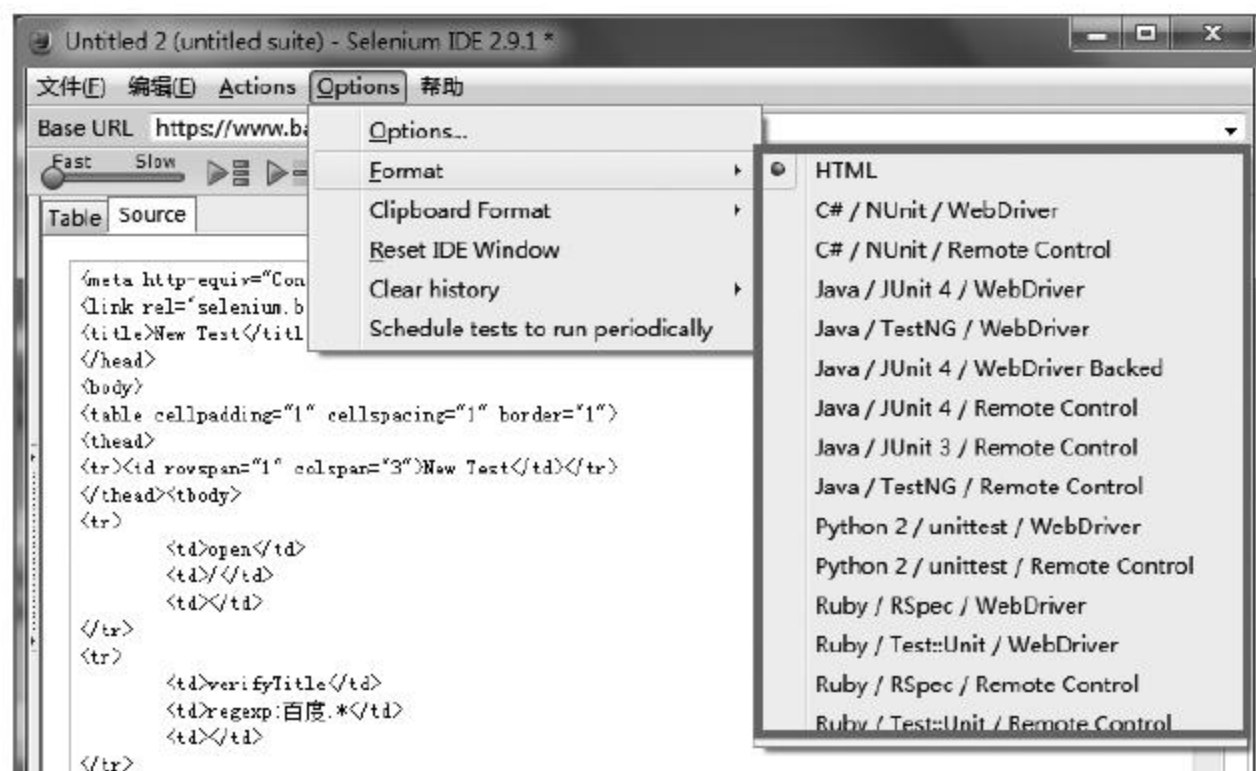 Untitled 2 (untitled suite) - Selenium IDE 2.9.1 *
文件(F) 编辑(E) Actions Options 帮助
Base URL https://www.ba
Options...
Fast Slow
Format
HTML
Clipboard Format
C# / NUnit / WebDriver
Table Source
Reset IDE Window
C# / NUnit / Remote Control
Clear history
Java / JUnit 4 / WebDriver
Schedule tests to run periodically
Java / TestNG / WebDriver
Java / JUnit 4 / WebDriver Backed
Java / JUnit 4 / Remote Control
Java / JUnit 3 / Remote Control
Java / TestNG / Remote Control
Python 2 / unittest / WebDriver
Python 2 / unittest / Remote Control
Ruby / RSpec / WebDriver
Ruby / Test::Unit / WebDriver
Ruby / RSpec / Remote Control
Ruby / Test::Unit / Remote Control
<meta http-equiv="Con
<link rel="selenium.b
<title>New Test</titl
</head>
<body>
<table cellpadding="1" cellspacing="1" border="1">
<thead>
<tr><td rowspan="1" colspan="3">New Test</td></tr>
</thead><tbody>
<tr>
<td>open</td>
<td>/</td>
<td></td>
</tr>
<tr>
<td>verifyTitle</td>
<td>regexp:百度.*</td>
<td></td>
</tr>